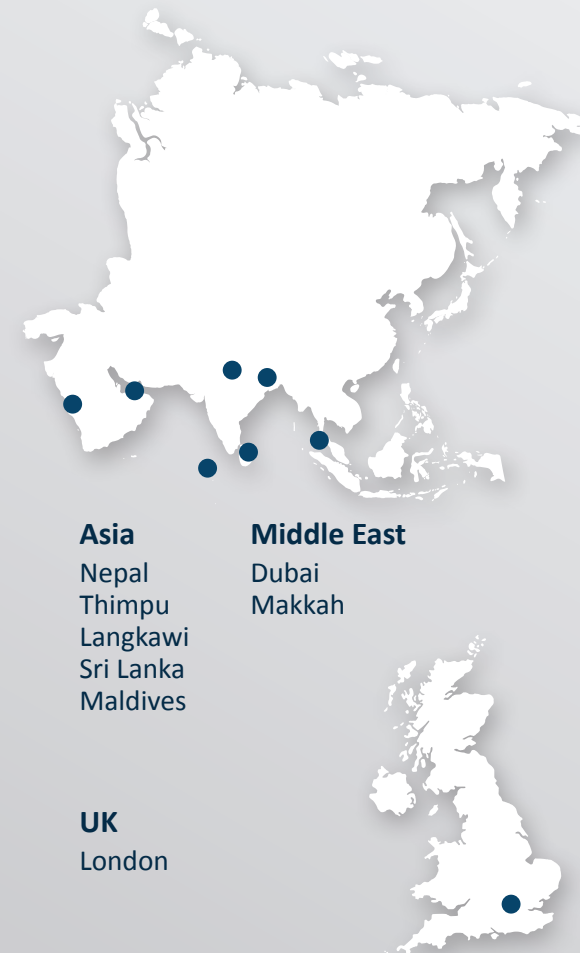 Asia
Nepal
Thimpu
Langkawi
Sri Lanka
Maldives
Middle East
Dubai
Makkah
UK
London